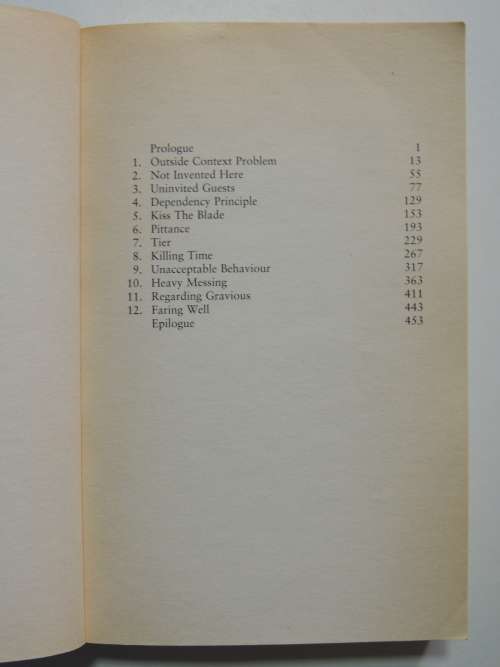 Prologue 1
1. Outside Context Problem 13
2. Not Invented Here 55
3. Uninvited Guests 77
4. Dependency Principle 129
5. Kiss The Blade 153
6. Pittance 193
7. Tier 229
8. Killing Time 267
9. Unacceptable Behaviour 317
10. Heavy Messing 363
11. Regarding Gravious 411
12. Faring Well 443
Epilogue 453